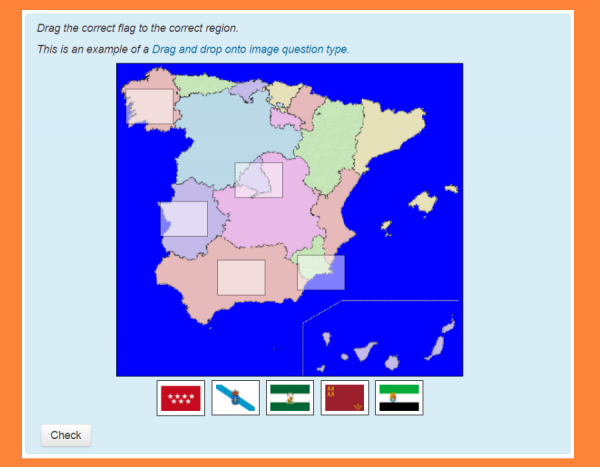 Drag the correct flag to the correct region.
This is an example of a Drag and drop onto image question type.
Check